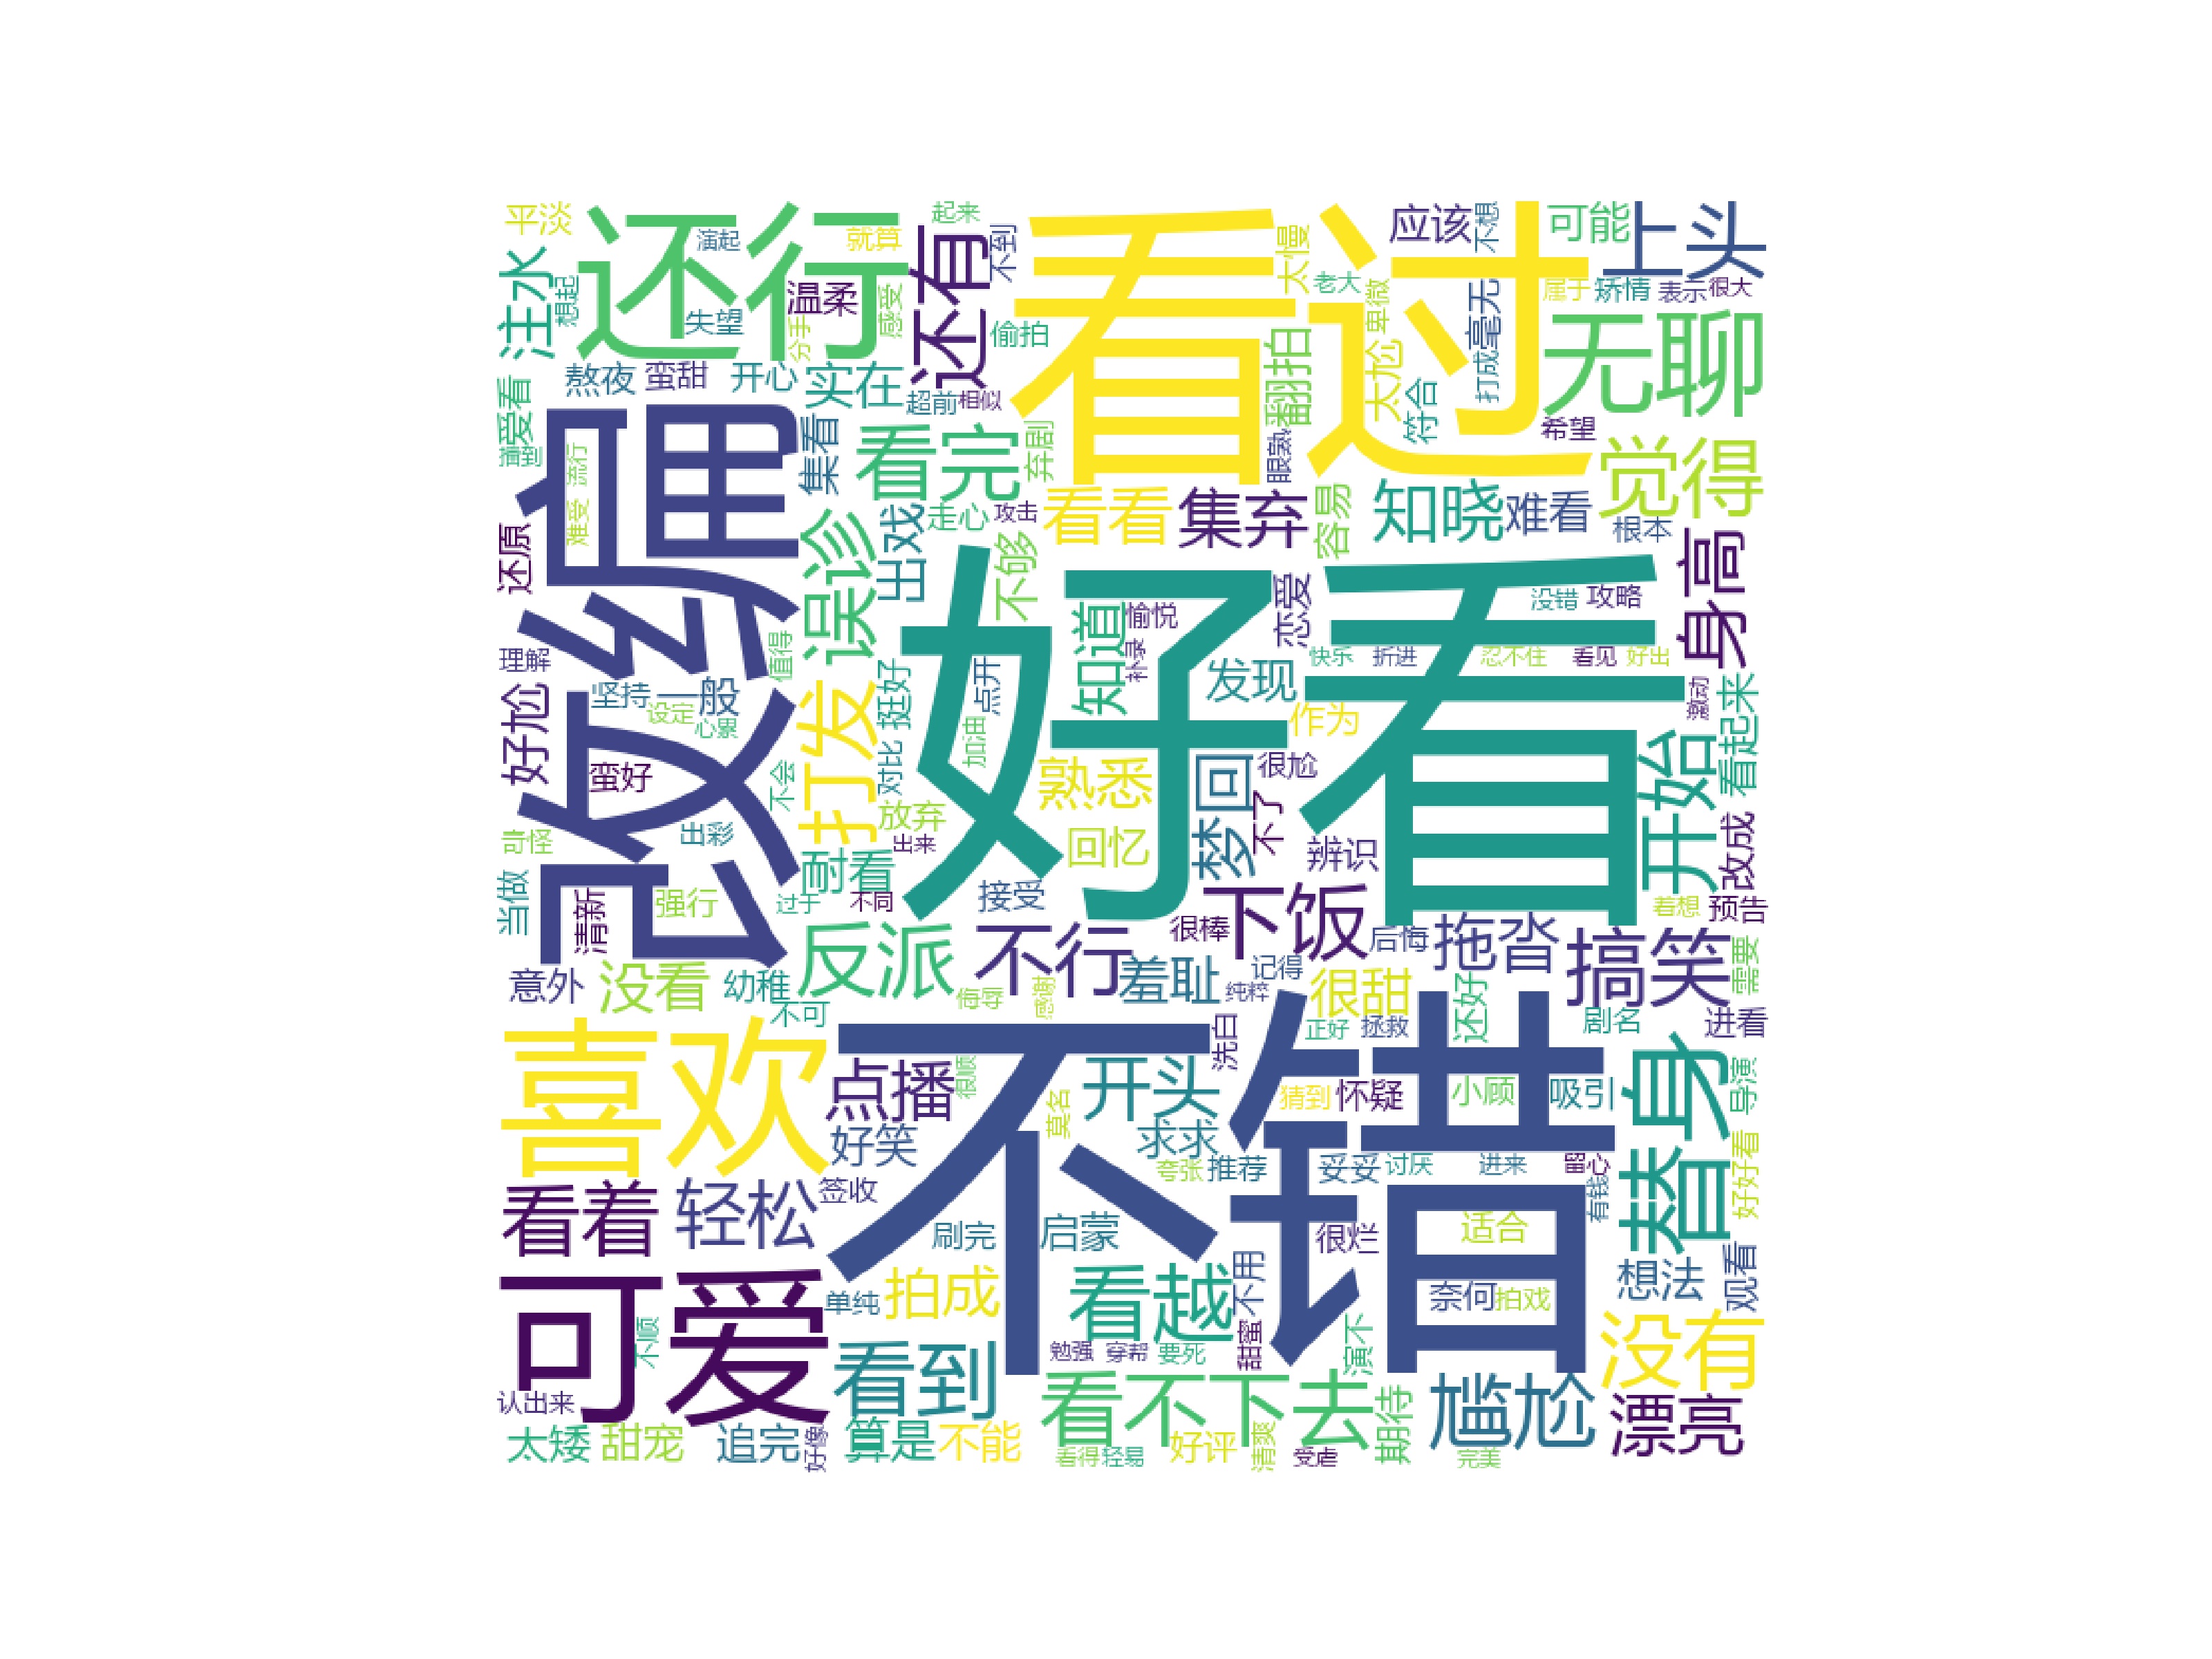 平淡
还行
演起
就算
起来
不到
看过
太慢
应该
不想
可能
上头
注水
想起
失望
温柔
分手
感受
还有
偷拍
老大
卑微
毫无
属于
矫情
表示
很大
无聊
熬夜
蛮甜
开心
实在
超前
相似
翻拍
太尬
符合
打成
希望
爱看
流行
难受
改编
集看
看完
弃剧
眼熟
觉得
还原
误诊
出戏
走心
攻击
看看
集弃
容易
知晓
难看
根本
身高
不够
好看
知道
愉悦
补录
恋爱
没错
攻略
理解
坚持
一般
值得
设定
心累
挺好
点开
发现
快乐
折进
忍不住
看见
好出
激动
看起来
好尬
蛮好
打发
不会
对比
加油
熟悉
梦回
作为
很尬
不了
开始
改成
奇怪
出彩
放弃
出来
回忆
辨识
当做
清新
强行
耐看
过于
不同
接受
下饭
很棒
后悔
拖沓
搞笑
着想
预告
需要
意外
没看
幼稚
不可
反派
不行
感谢
羞耻
记得
纯粹
很甜
还好
剧名
进看
喜欢
不错
洗白
正好
拯救
点播
很顺
莫名
开头
猜到
怀疑
小顾
吸引
替身
导演
好笑
求求
夸张
推荐
妥妥
讨厌
进来
有钱
好好看
看着
轻松
签收
刷完
启蒙
很烂
适合
想法
观看
可爱
不顺
单纯
拍成
看越
不用
甜蜜
奈何
拍戏
没有
认出来
看到
勉强
穿帮
要死
演不
看不下去
期待
尴尬
漂亮
太矮
甜宠
追完
好像
算是
不能
看得
轻易
好评
清爽
受虐
完美